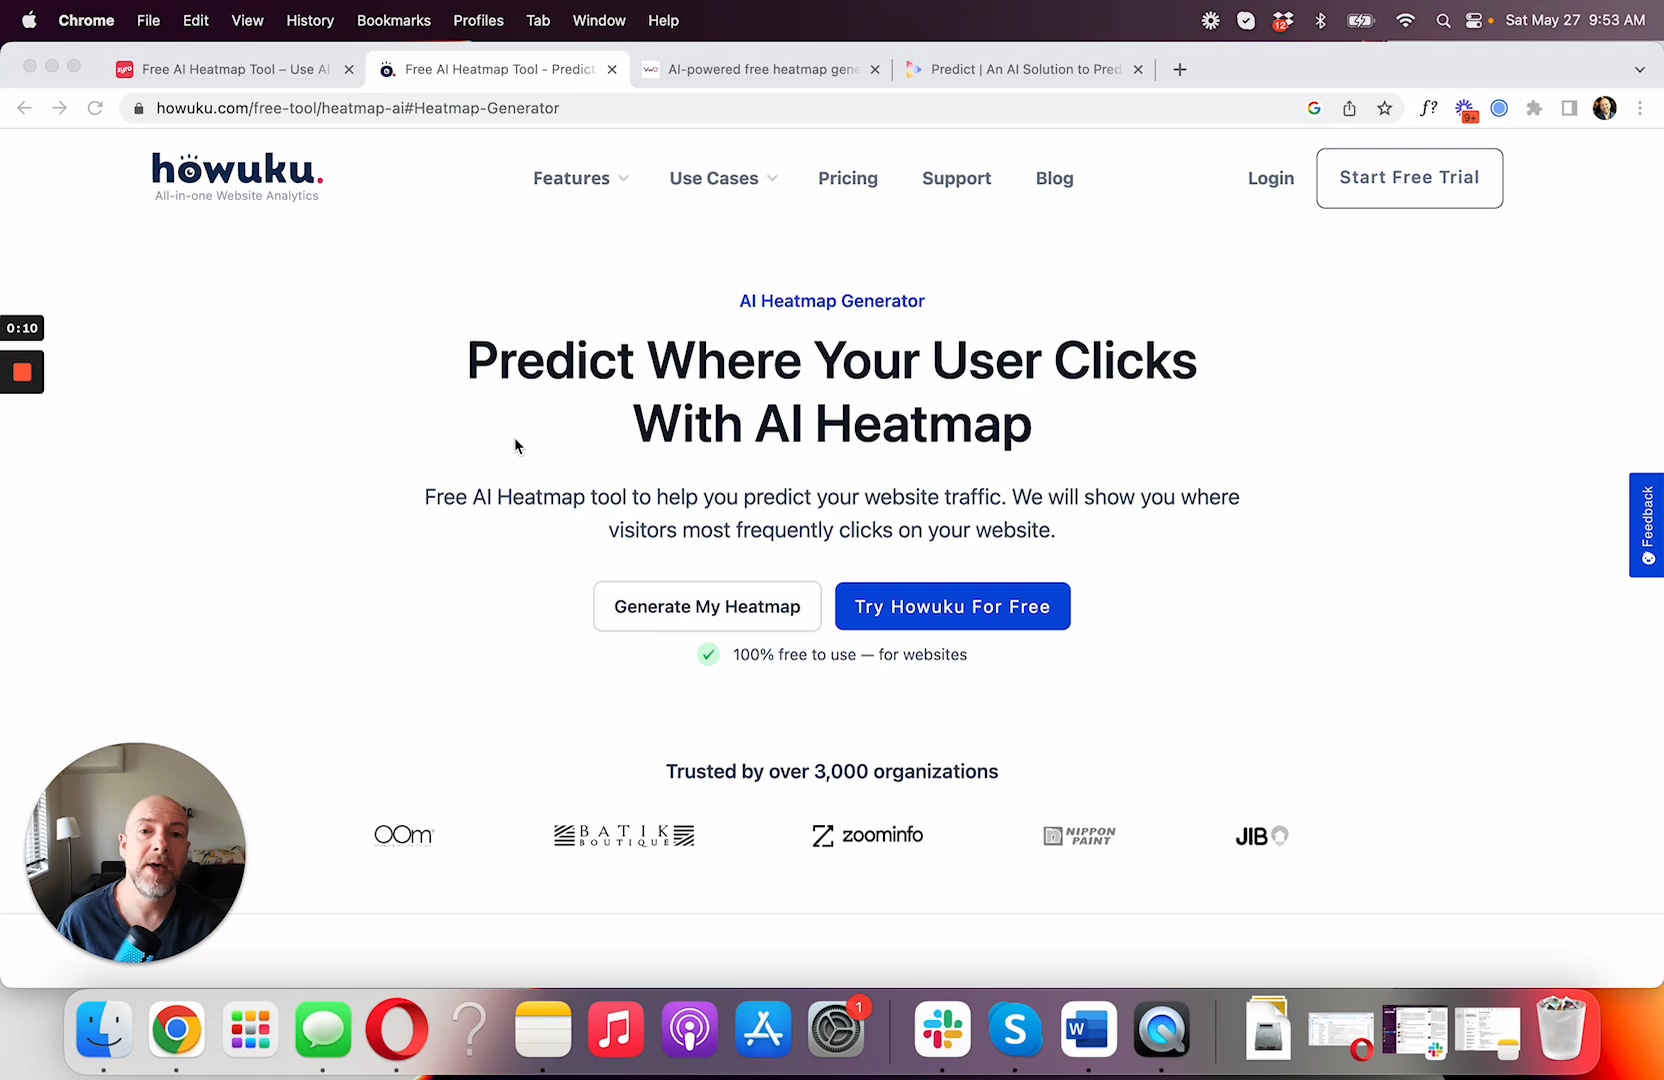 Chrome File Edit View History Bookmarks Profiles Tab Window Help
12
Sat May 27 9:53 AM
zyro
Free AI Heatmap Tool – Use AI
Free AI Heatmap Tool - Predict
VWO
AI-powered free heatmap gene
Predict | An AI Solution to Pred
howuku.com/free-tool/heatmap-ai#Heatmap-Generator
f?
9+
howuku.
All-in-one Website Analytics
Features
Use Cases
Pricing
Support
Blog
Login
Start Free Trial
AI Heatmap Generator
0:10
Predict Where Your User Clicks
With AI Heatmap
Free AI Heatmap tool to help you predict your website traffic. We will show you where
visitors most frequently clicks on your website.
Feedback
Generate My Heatmap
Try Howuku For Free
100% free to use — for websites
Trusted by over 3,000 organizations
OOm
BATIK
BOUTIQUE
zoominfo
NIPPON
PAINT
JIB
1
S
W